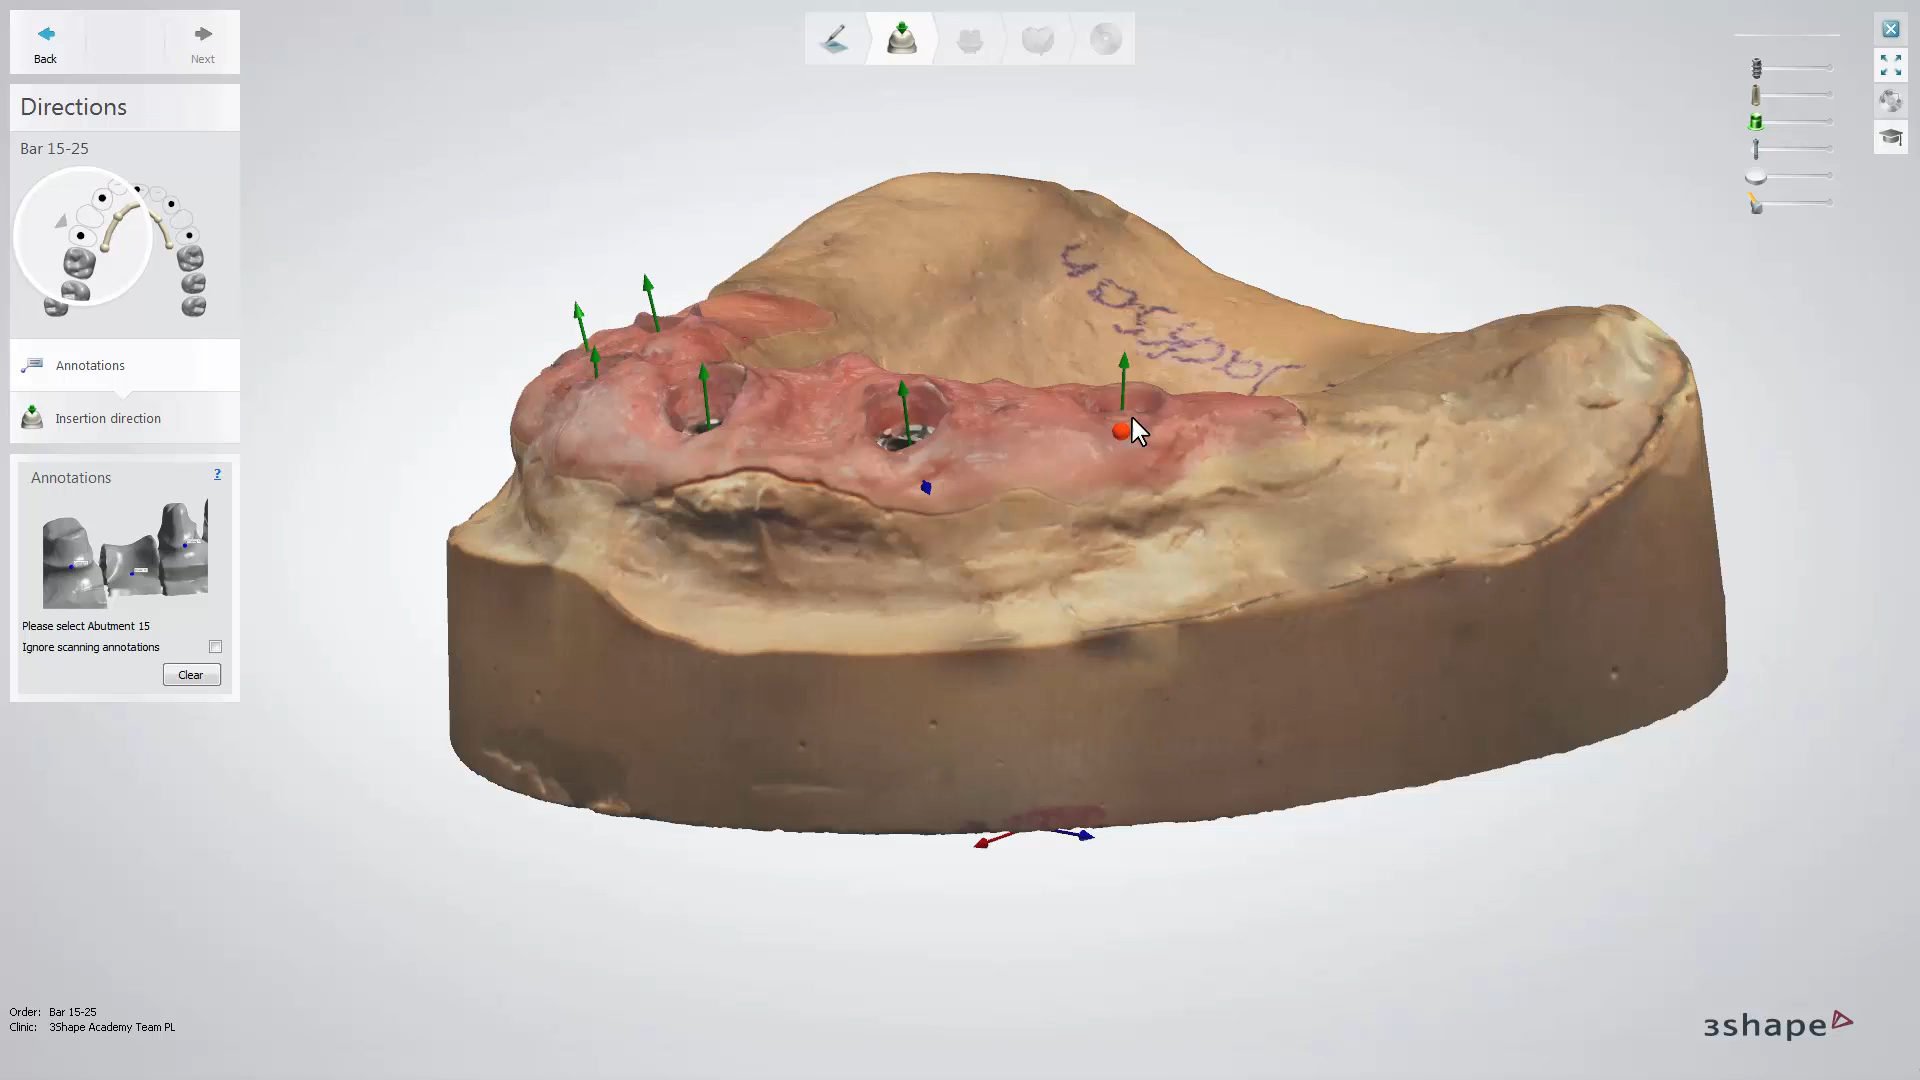 Back
Next
Directions
Bar 15-25
Annotations
Insertion direction
Annotations
?
Please select Abutment 15
Ignore scanning annotations
Clear
Order: Bar 15-25
Clinic: 3Shape Academy Team PL
3shape